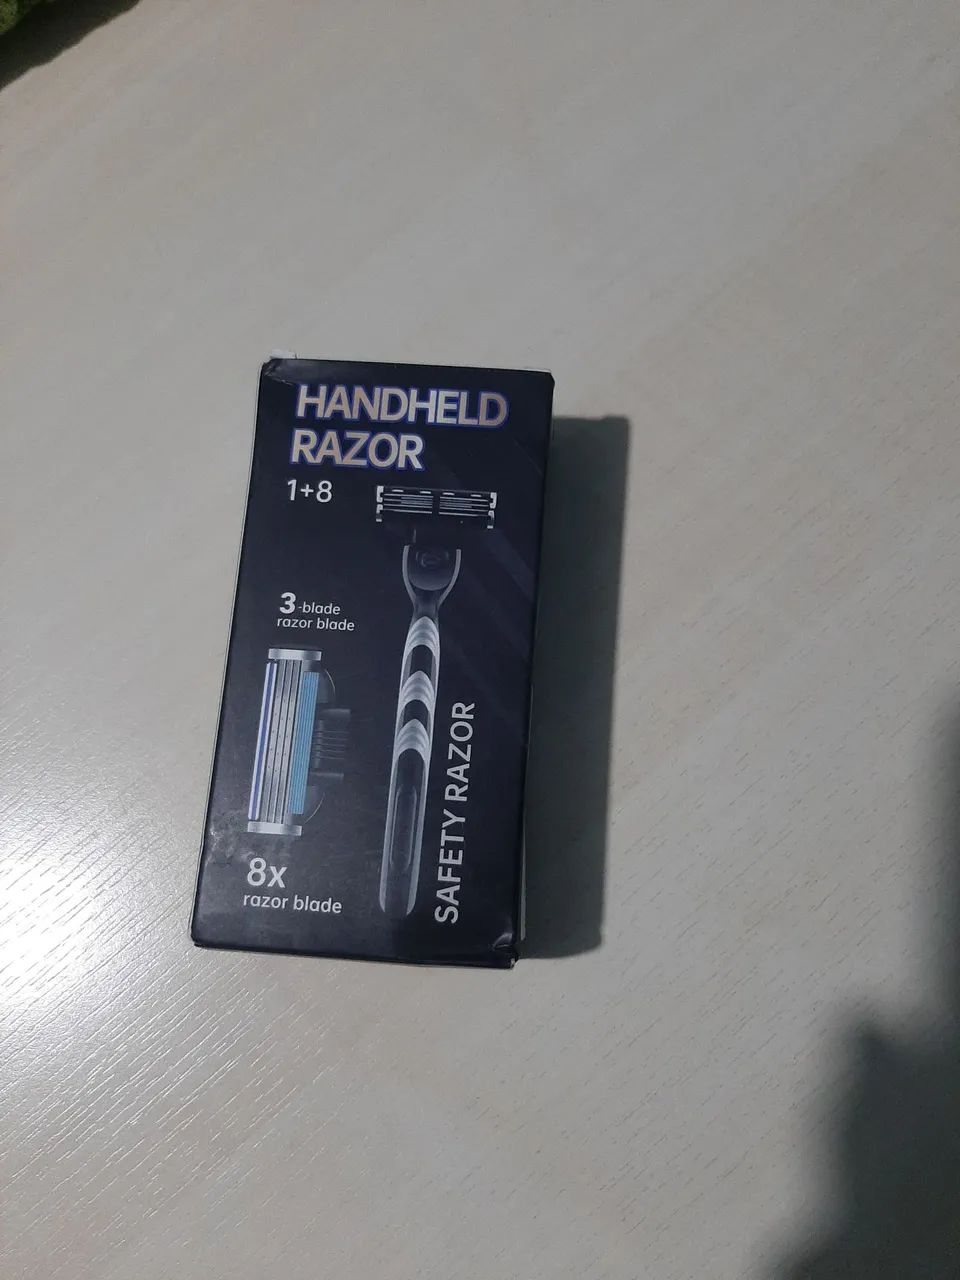 HANDHELD
RAZOR
1+8
3-blade
razor blade
8x
razor blade
SAFETY RAZOR